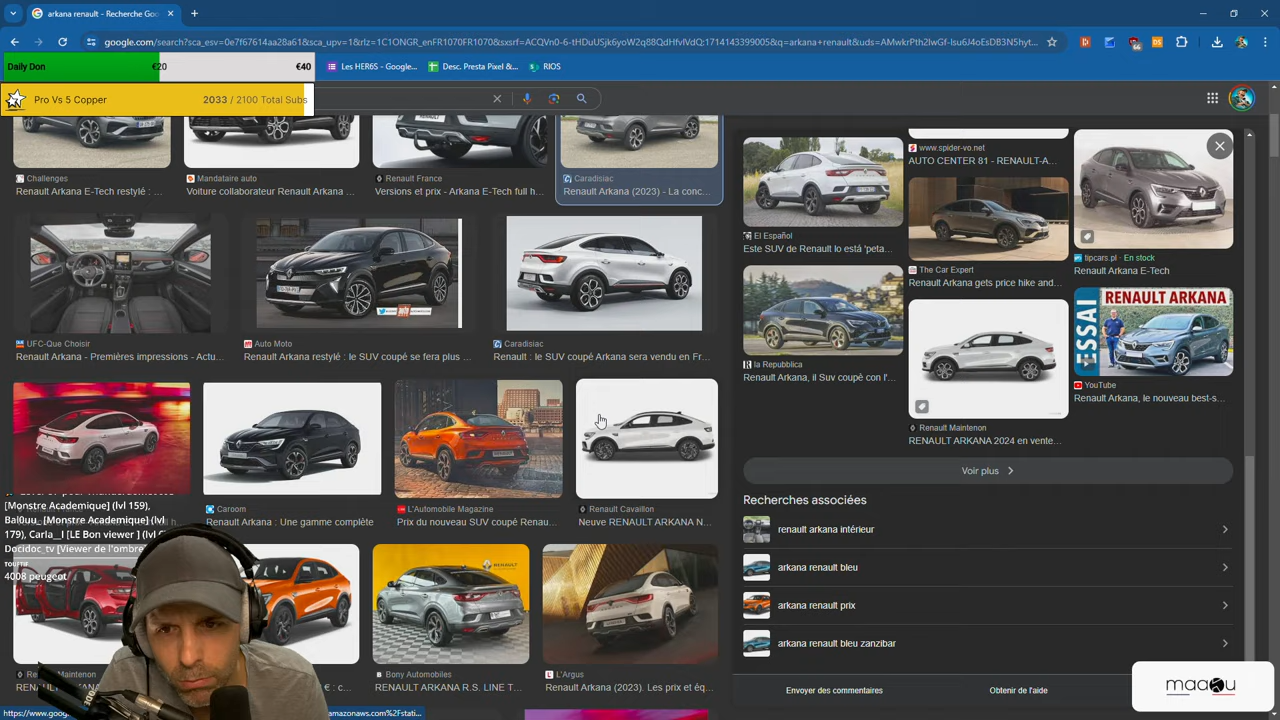 arkana renault - Recherche Goo
google.com/search?sca_esv=0e7f67614aa28a61&sca_upv=1&rlz=1C1ONGR_enFR1070FR1070&sxsrf=ACQVn0-6-tHDuUSjk6yoW2q88QdHfvlVdQ:1714143399005&q=arkana+renault&uds=AMwkrPth2lwGf-lsu6J4oEsDB3N5hyt...
Daily Don €20 €40
Les HER6S - Google...
Desc. Presta Pixel &...
RIOS
Pro Vs 5 Copper 2033 / 2100 Total Subs
Challenges
Renault Arkana E-Tech restylé : ...
Mandataire auto
Voiture collaborateur Renault Arkana ...
Renault France
Versions et prix - Arkana E-Tech full h...
Caradisiac
Renault Arkana (2023) - La conc...
UFC-Que Choisir
Renault Arkana - Premières impressions - Actu...
Auto Moto
Renault Arkana restylé : le SUV coupé se fera plus ...
Caradisiac
Renault : le SUV coupé Arkana sera vendu en Fr...
[Monstre Academique] (lvl 159),
Bal0uu_ [Monstre Academique] (lvl
179), Carla__l [LE Bon viewer ] (lvl
Docidoc_tv [Viewer de l'ombre]
4008 peugeot
Caroom
Renault Arkana : Une gamme complète
L'Automobile Magazine
Prix du nouveau SUV coupé Renau...
Renault Cavaillon
Neuve RENAULT ARKANA N...
Maintenon
Bony Automobiles
RENAULT ARKANA R.S. LINE T...
L'Argus
Renault Arkana (2023). Les prix et éq...
https://www.goog
amazonaws.com%2Fstati...
El Español
Este SUV de Renault lo está 'peta...
la Repubblica
Renault Arkana, il Suv coupè con l'...
www.spider-vo.net
AUTO CENTER 81 - RENAULT-A...
The Car Expert
Renault Arkana gets price hike and...
Renault Maintenon
RENAULT ARKANA 2024 en vente...
tipcars.pl · En stock
Renault Arkana E-Tech
ESSAI
RENAULT ARKANA
YouTube
Renault Arkana, le nouveau best-s...
Voir plus
Recherches associées
renault arkana intérieur
arkana renault bleu
arkana renault prix
arkana renault bleu zanzibar
Envoyer des commentaires
Obtenir de l'aide